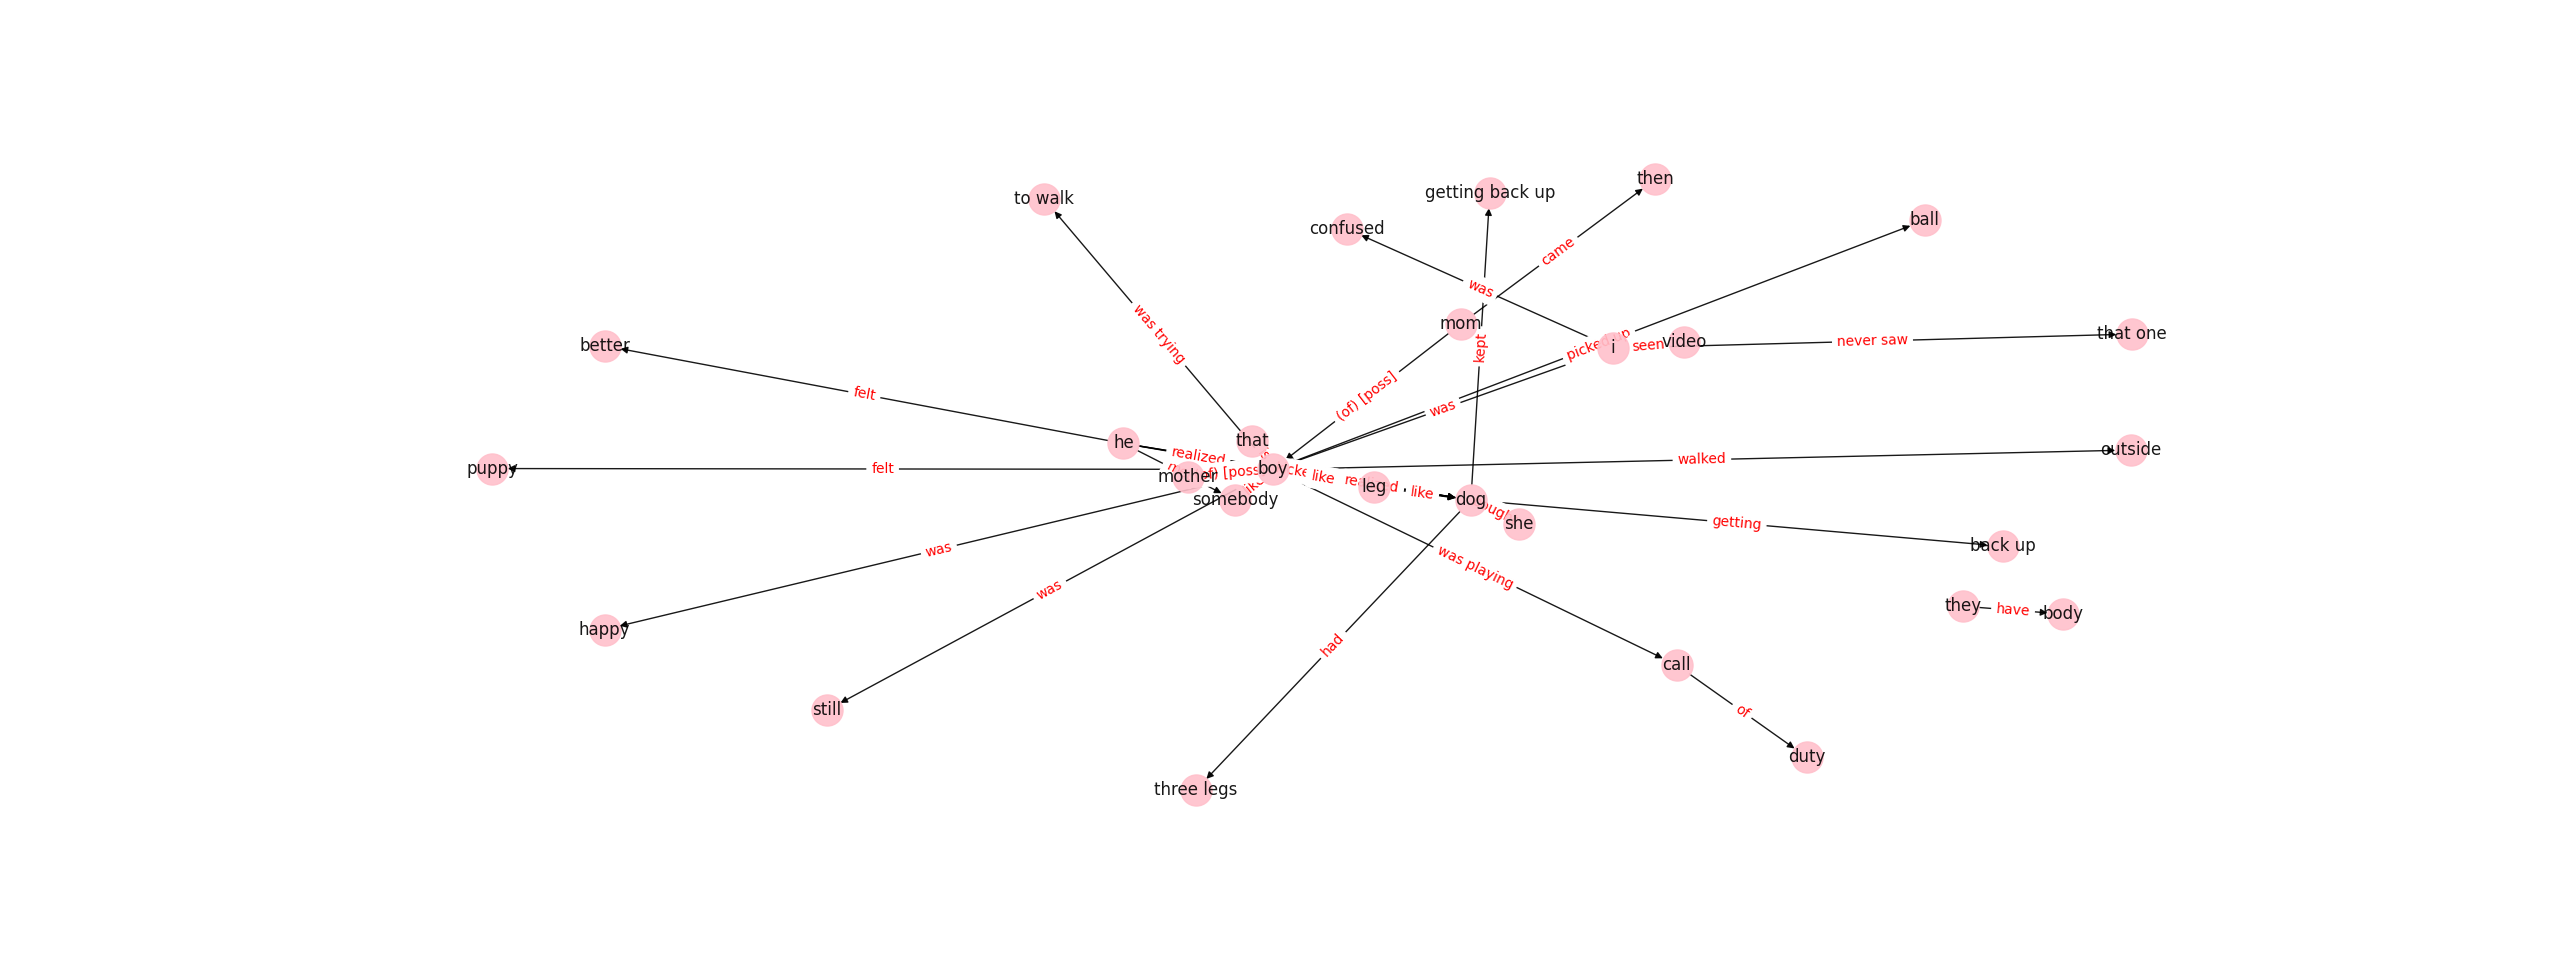 then
getting back up
to walk
ball
confused
came
was
mom
was trying
that one
never saw
video
seen
i
better
kept
felt
(of) [poss]
was
he
that
outside
realized
walked
puppy
felt
boy
mother
like
leg
like
dog
somebody
getting
she
back up
was
was playing
was
they
have
body
happy
had
call
still
of
duty
three legs